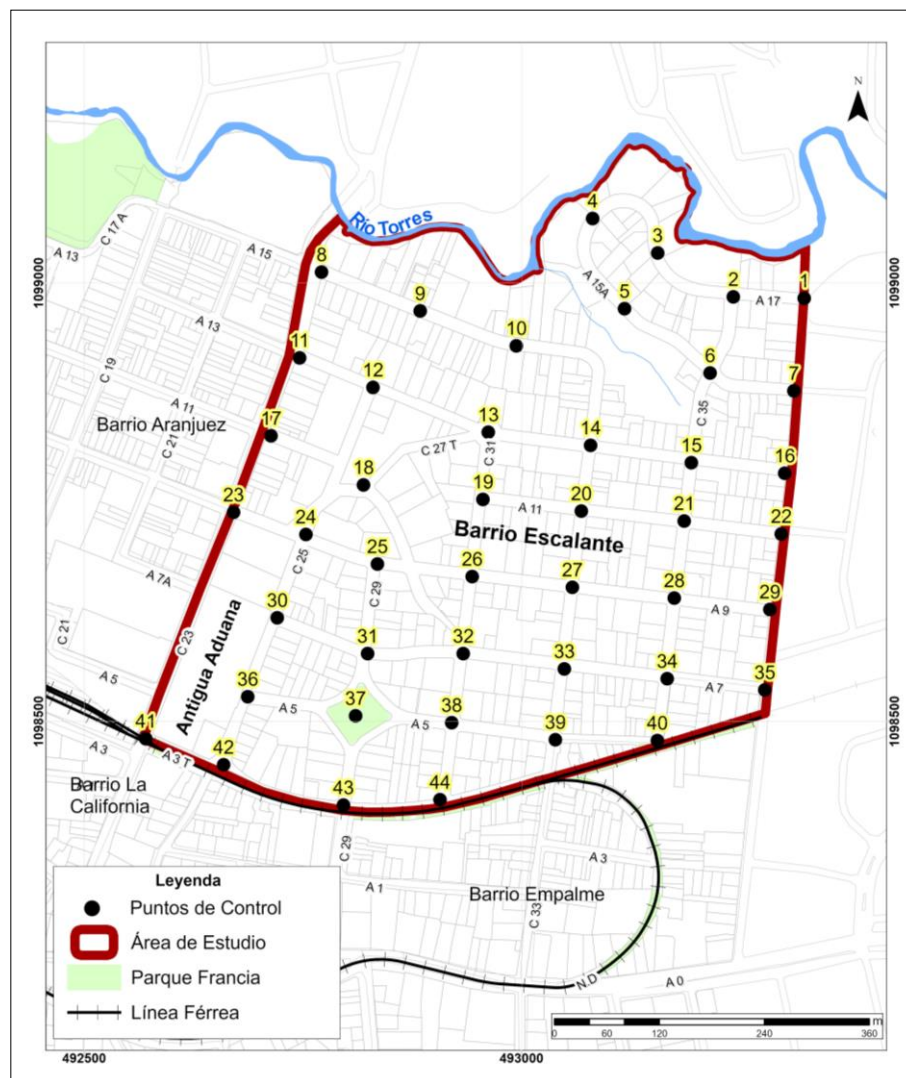 N
4
Río Torres
3
C 17 A
A 13
A 15
8
A 15A
2
A 17
1
1099000
1099000
9
5
A 13
10
11
6
C 19
12
7
C 35
A 11
17
13
14
Barrio Aranjuez
C 21
C 27 T
C 31
15
16
18
19
A 11
20
21
22
23
24
Barrio Escalante
C 25
25
26
27
28
A 7A
C 29
A 9
29
30
C 21
C 23
Antigua Aduana
31
32
33
34
A 7
35
A 5
36
A 5
37
A 5
38
39
40
1098500
1098500
41
A 3
A 3 T
42
Barrio La
California
43
44
C 29
A 3
A 1
Barrio Empalme
C 33
N.D
A 0
Leyenda
Puntos de Control
Área de Estudio
Parque Francia
Línea Férrea
m
0
60
120
240
360
492500
493000